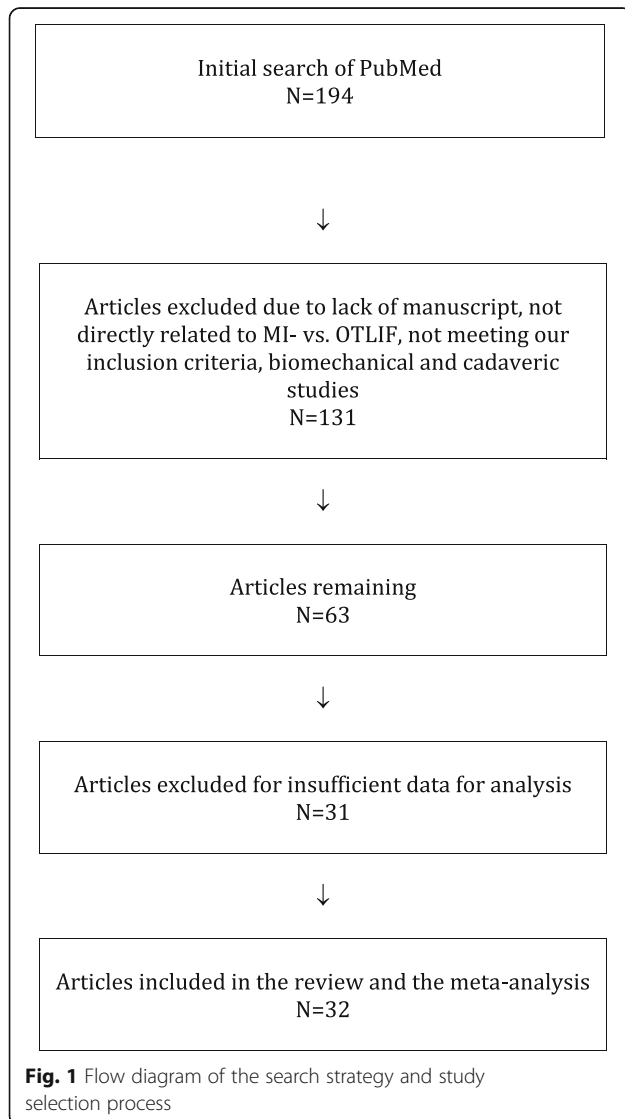 Initial search of PubMed
N=194
↓
Articles excluded due to lack of manuscript, not
directly related to MI- vs. OTLIF, not meeting our
inclusion criteria, biomechanical and cadaveric
studies
N=131
↓
Articles remaining
N=63
↓
Articles excluded for insufficient data for analysis
N=31
↓
Articles included in the review and the meta-analysis
N=32
Fig. 1 Flow diagram of the search strategy and study
selection process